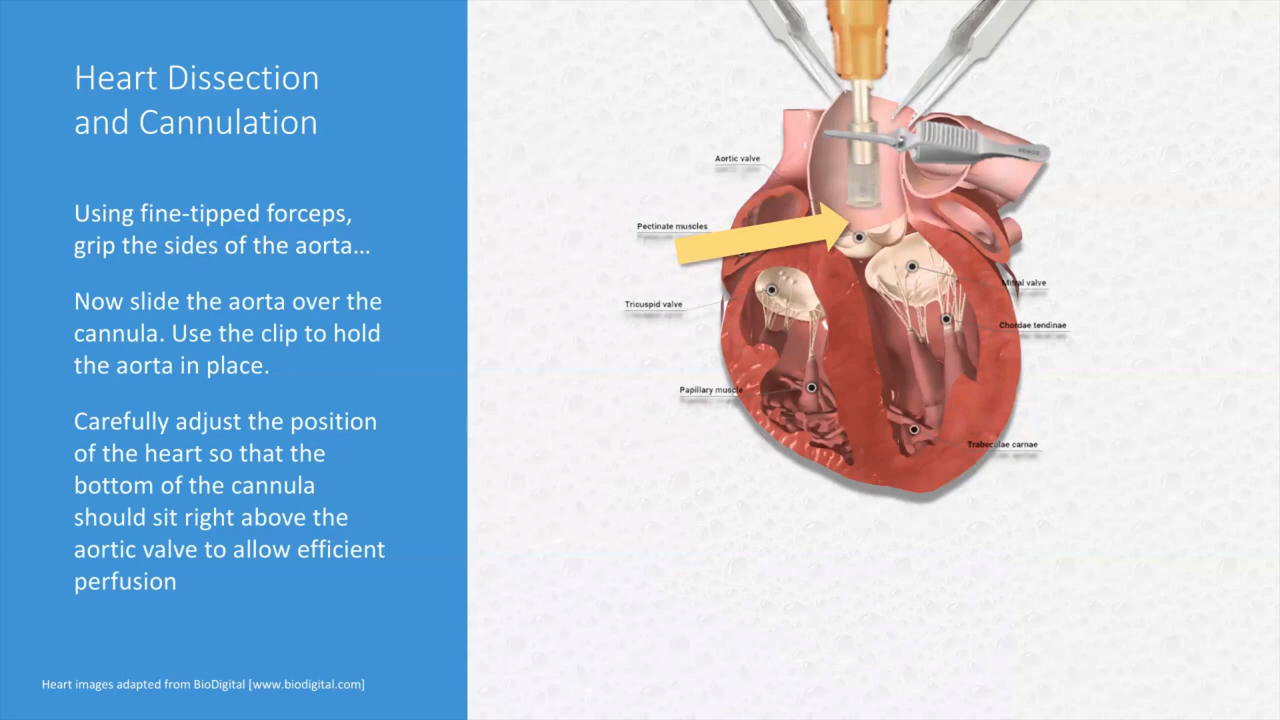 Heart Dissection
and Cannulation
Using fine-tipped forceps,
grip the sides of the aorta…
Now slide the aorta over the
cannula. Use the clip to hold
the aorta in place.
Carefully adjust the position
of the heart so that the
bottom of the cannula
should sit right above the
aortic valve to allow efficient
perfusion
Heart images adapted from BioDigital [www.biodigital.com]
Aortic valve
Pectinate muscles
Mitral valve
Tricuspid valve
Chordae tendinae
Papillary muscle
Trabeculae carnae